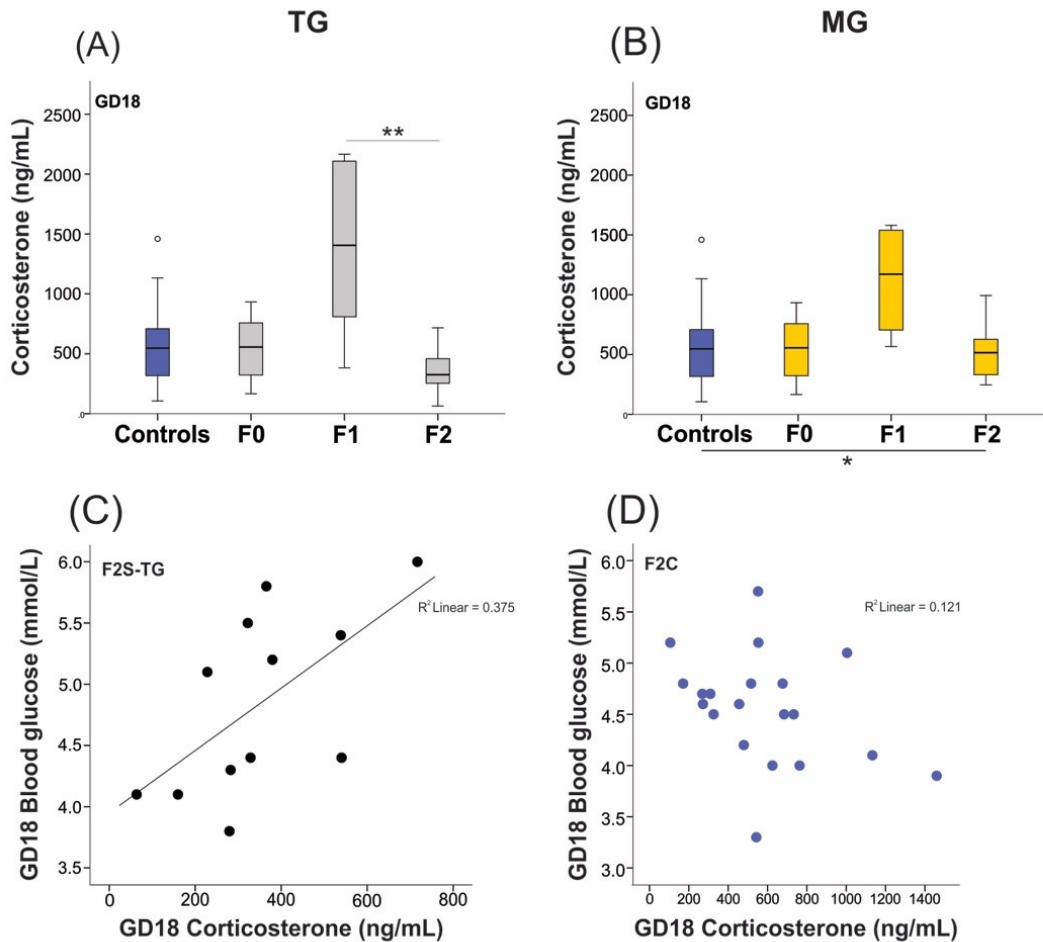 TG
MG
(A)
(B)
GD18
GD18
Corticosterone (ng/mL)
2500
2000
1500
1000
500
.0
**
Controls F0 F1 F2
Corticosterone (ng/mL)
2500
2000
1500
1000
500
0
Controls F0 F1 F2
*
(C)
(D)
GD18 Blood glucose (mmol/L)
6.0
5.5
5.0
4.5
4.0
3.5
F2S-TG
R² Linear = 0.375
0 200 400 600 800
GD18 Corticosterone (ng/mL)
GD18 Blood glucose (mmol/L)
6.0
5.5
5.0
4.5
4.0
3.5
3.0
F2C
R² Linear = 0.121
0 200 400 600 800 1000 1200 1400
GD18 Corticosterone (ng/mL)